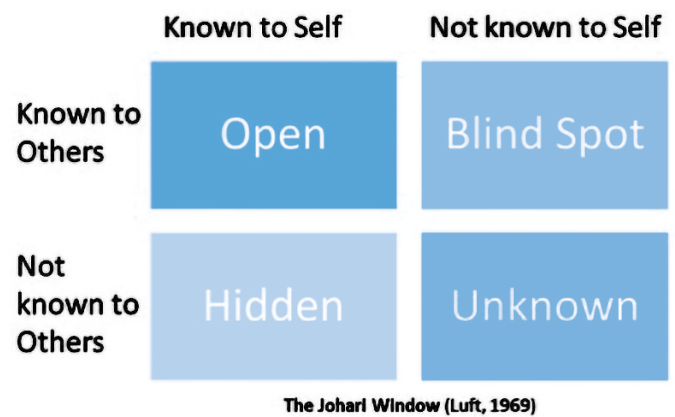 Known to Self Not known to Self
Known to
Others
Open Blind Spot
Not
known to
Others
Hidden Unknown
The Johari Window (Luft, 1969)